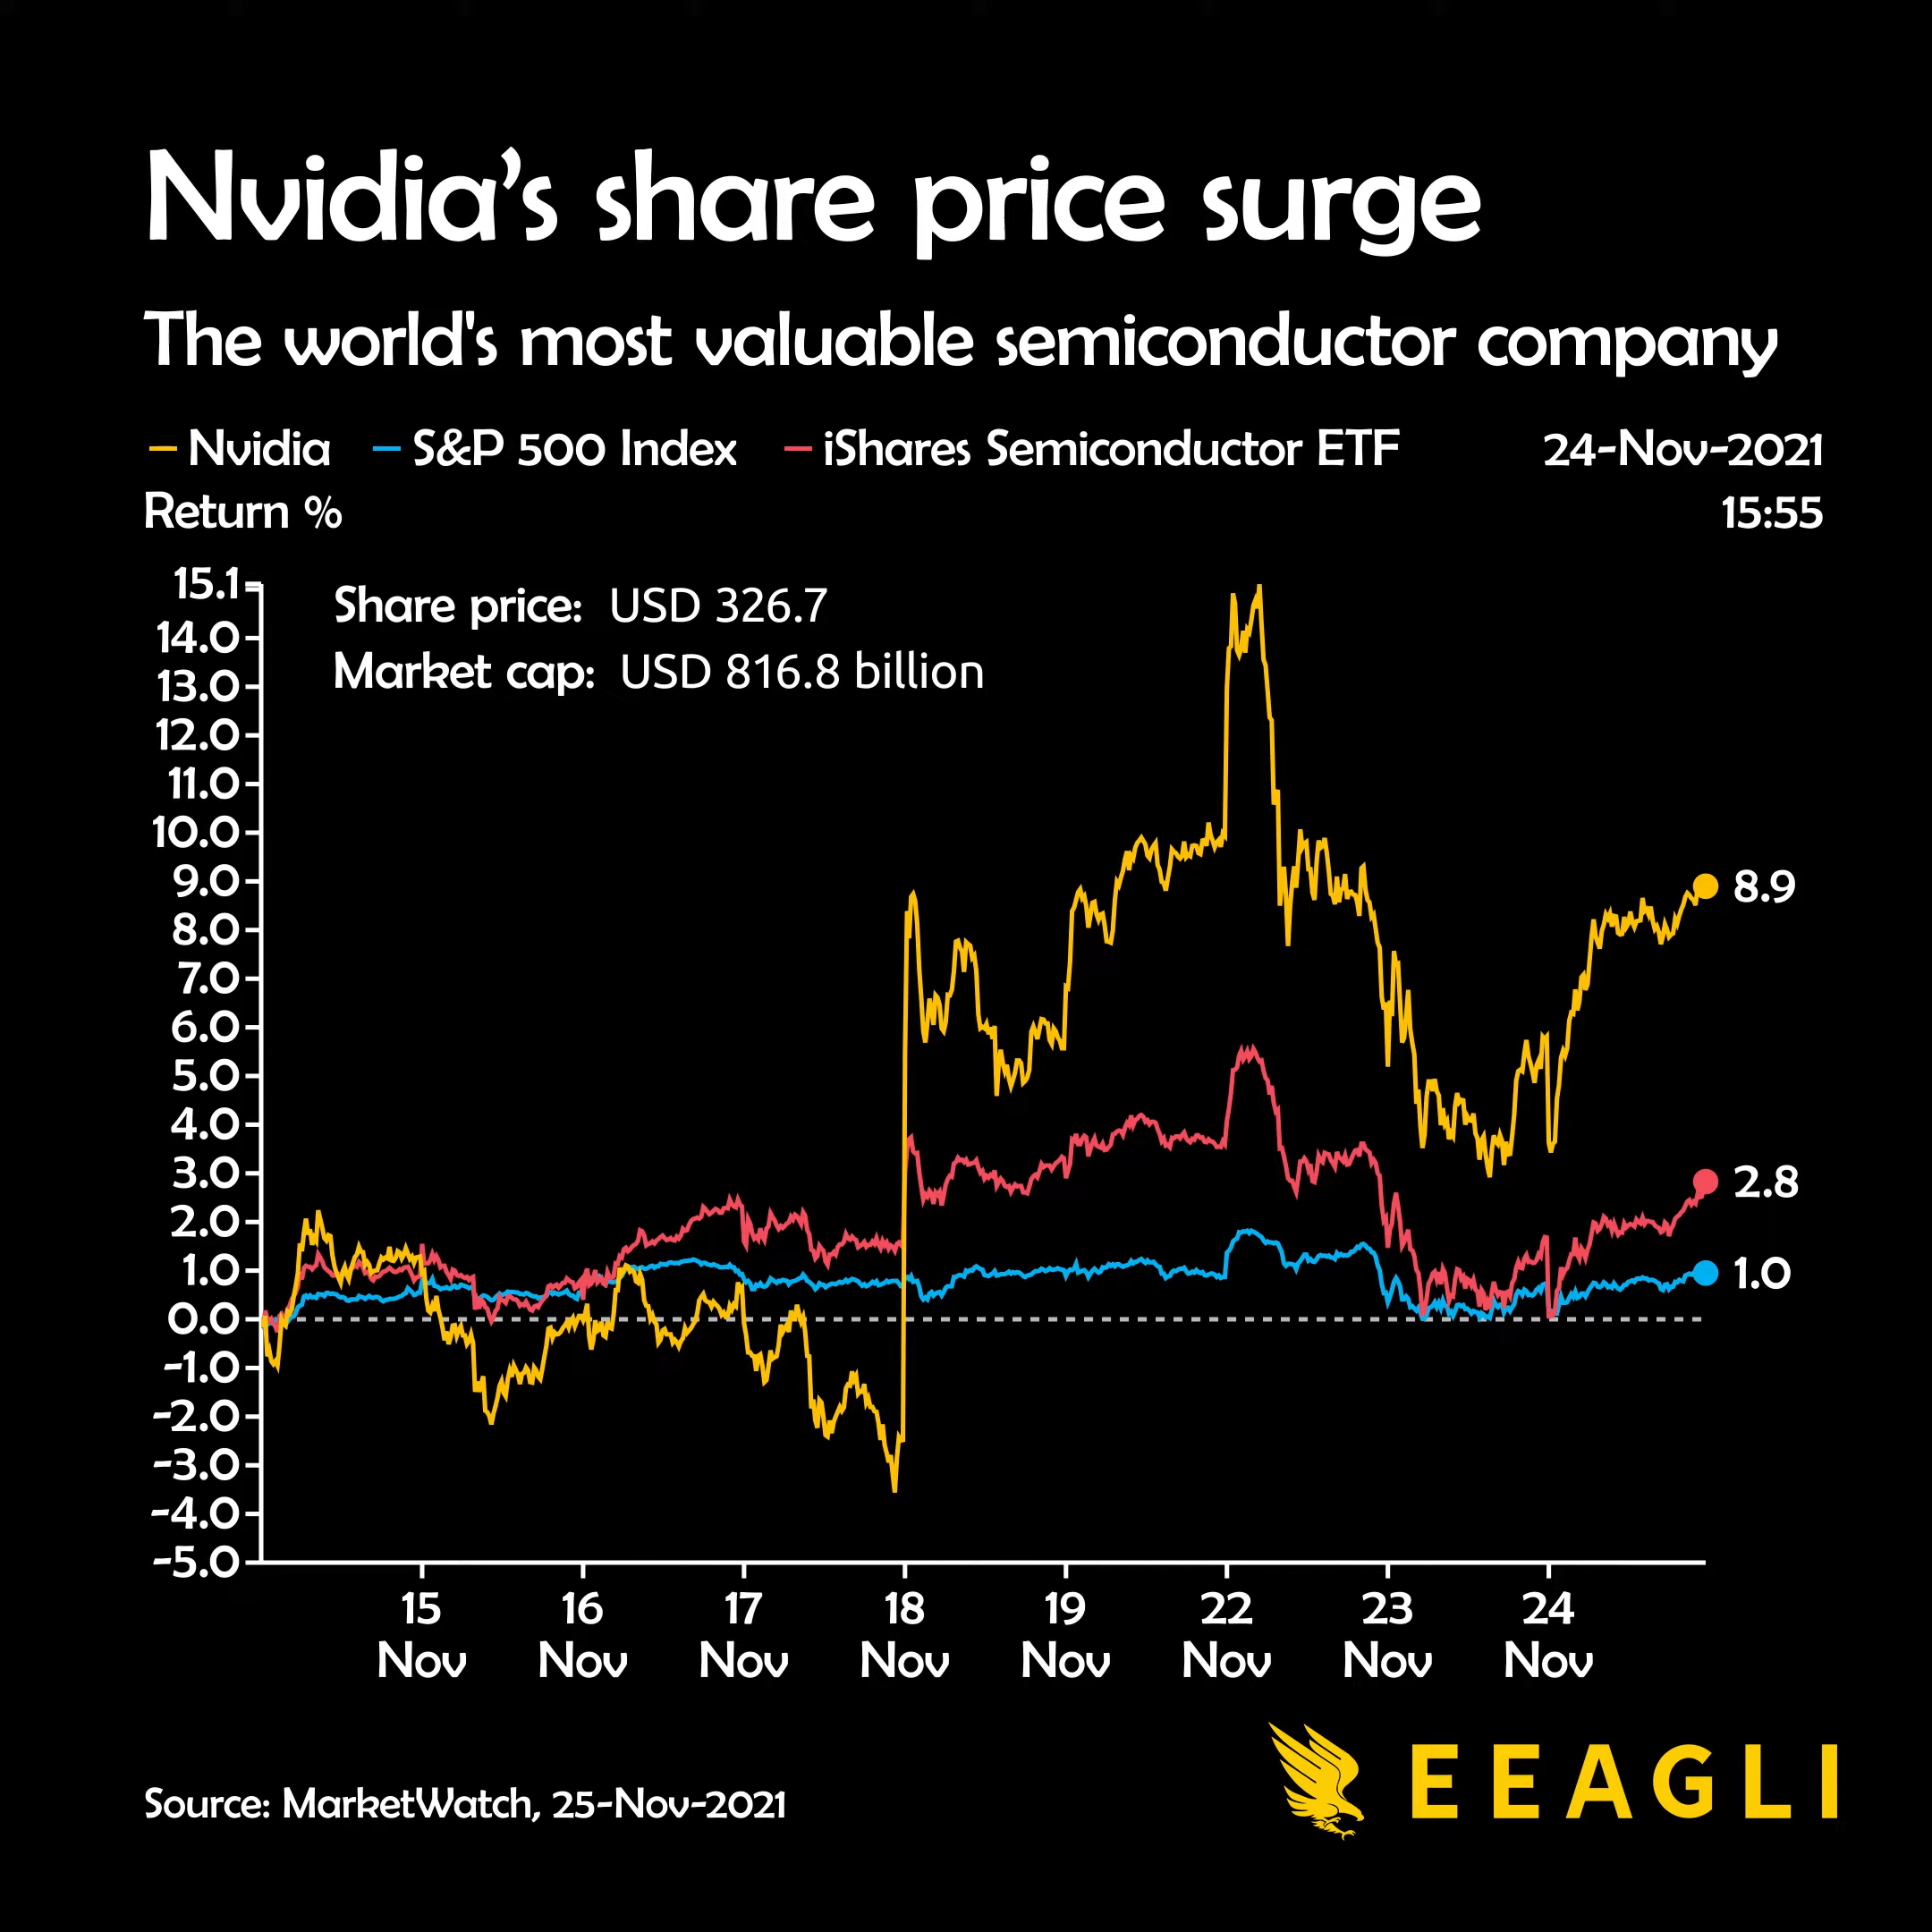 Nvidia’s share price surge
The world's most valuable semiconductor company
Nvidia S&P 500 Index iShares Semiconductor ETF 24-Nov-2021
Return % 15:55
15.1
Share price: USD 326.7
14.0
Market cap: USD 816.8 billion
13.0
12.0
11.0
10.0
9.0
8.9
8.0
7.0
6.0
5.0
4.0
3.0
2.8
2.0
1.0
1.0
0.0
-1.0
-2.0
-3.0
-4.0
-5.0
15 16 17 18 19 22 23 24
Nov Nov Nov Nov Nov Nov Nov Nov
EEAGLI
Source: MarketWatch, 25-Nov-2021